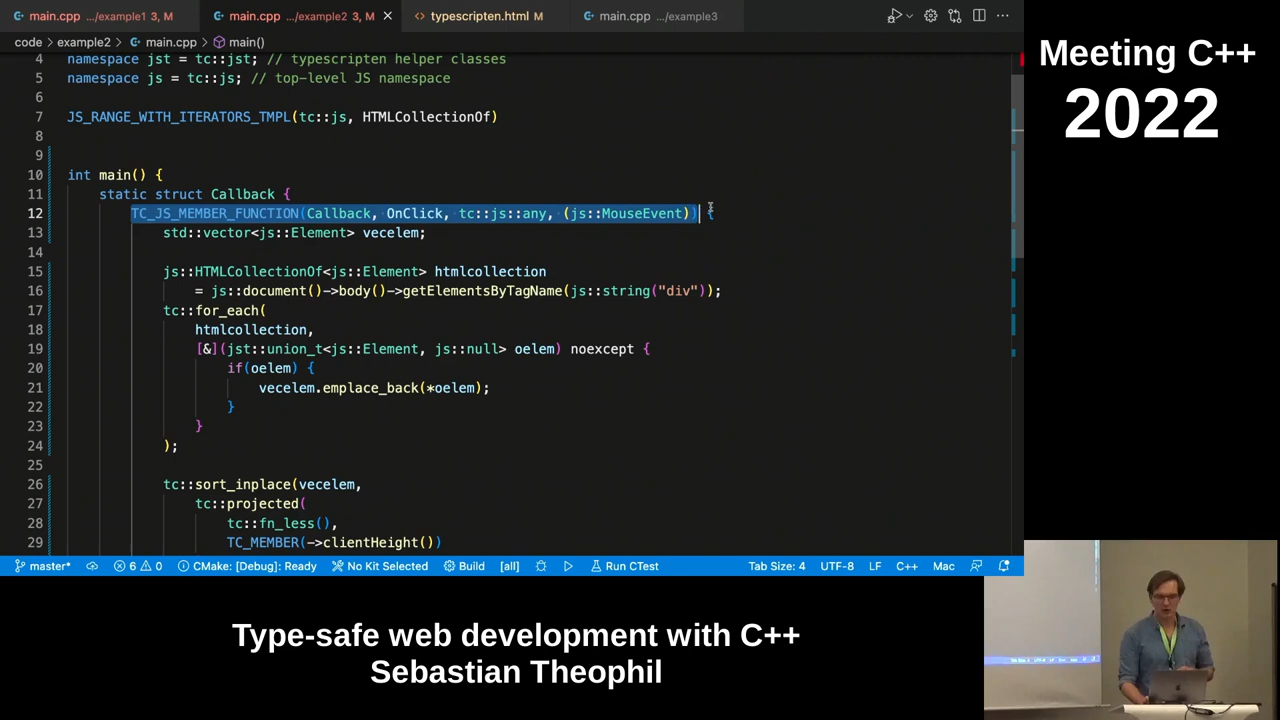 main.cpp .../example1 3, M
main.cpp .../example2 3, M
typescripten.html M
main.cpp .../example3
code > example2 > main.cpp > main()
4 namespace jst = tc::jst; // typescripten helper classes
5 namespace js = tc::js; // top-level JS namespace
6
7 JS_RANGE_WITH_ITERATORS_TMPL(tc::js, HTMLCollectionOf)
8
9
10 int main() {
11 static struct Callback {
12 TC_JS_MEMBER_FUNCTION(Callback, OnClick, tc::js::any, (js::MouseEvent)) {
13 std::vector<js::Element> vecelem;
14
15 js::HTMLCollectionOf<js::Element> htmlcollection
16 = js::document()->body()->getElementsByTagName(js::string("div"));
17 tc::for_each(
18 htmlcollection,
19 [&](jst::union_t<js::Element, js::null> oelem) noexcept {
20 if(oelem) {
21 vecelem.emplace_back(*oelem);
22 }
23 }
24 );
25
26 tc::sort_inplace(vecelem,
27 tc::projected(
28 tc::fn_less(),
29 TC_MEMBER(->clientHeight())
master* 6 0 CMake: [Debug]: Ready No Kit Selected Build [all] Run CTest Tab Size: 4 UTF-8 LF C++ Mac
Meeting C++
2022
Type-safe web development with C++
Sebastian Theophil